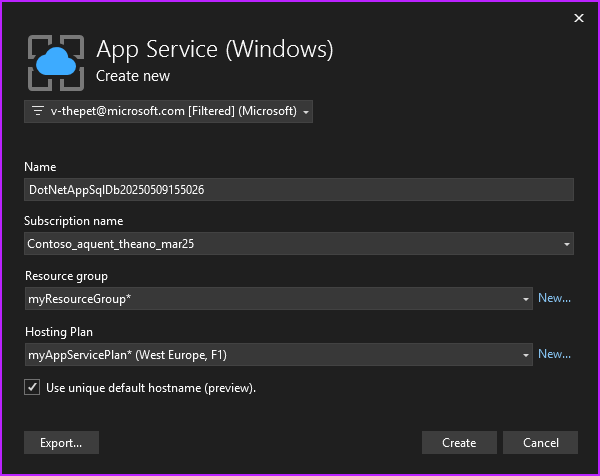 App Service (Windows)
Create new
v-thepet@microsoft.com [Filtered] (Microsoft)
Name
DotNetAppSqlDb20250509155026
Subscription name
Contoso_aquent_theano_mar25
Resource group
myResourceGroup*
New...
Hosting Plan
myAppServicePlan* (West Europe, F1)
New...
Use unique default hostname (preview).
Export...
Create
Cancel